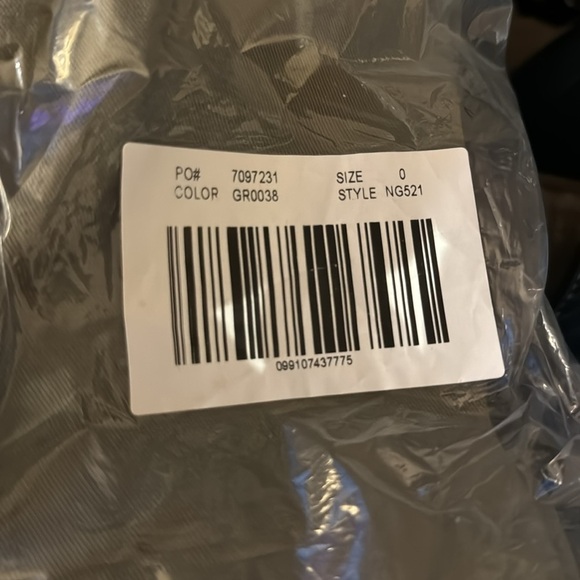 PO# 7097231 SIZE 0
COLOR GR0038 STYLE NG521
099107437775